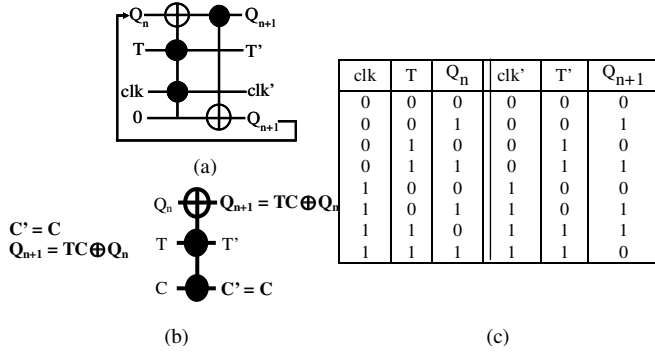 Qn Qn+1
T T’
clk clk’
0 Qn+1
(a)
Qn Qn+1 = TC⊕Qn
C’ = C
Qn+1 = TC⊕Qn
T T’
C C’ = C
(b)
clk T Qn clk’ T’ Qn+1
0 0 0 0 0 0
0 0 1 0 0 1
0 1 0 0 1 0
0 1 1 0 1 1
1 0 0 1 0 0
1 0 1 1 0 1
1 1 0 1 1 1
1 1 1 1 1 0
(c)